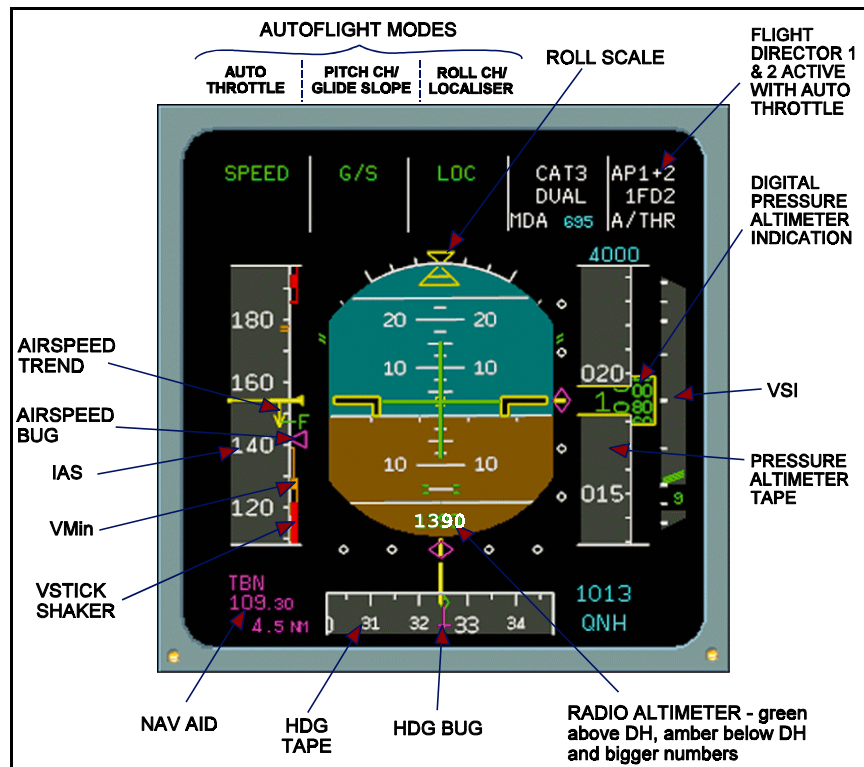 AUTOFLIGHT MODES
AUTO
THROTTLE
PITCH CH/
GLIDE SLOPE
ROLL CH/
LOCALISER
ROLL SCALE
FLIGHT
DIRECTOR 1
& 2 ACTIVE
WITH AUTO
THROTTLE
SPEED
G/S
LOC
CAT3
DUAL
MDA 695
AP1+2
1FD2
A/THR
DIGITAL
PRESSURE
ALTIMETER
INDICATION
4000
180
160
140
120
F
20 20
10 10
10 10
1390
020
1
00
80
015
9
AIRSPEED
TREND
AIRSPEED
BUG
IAS
VMin
VSTICK
SHAKER
VSI
PRESSURE
ALTIMETER
TAPE
TBN
109.30
4.5 NM
31 32 33 34
1013
QNH
NAV AID
HDG
TAPE
HDG BUG
RADIO ALTIMETER - green
above DH, amber below DH
and bigger numbers